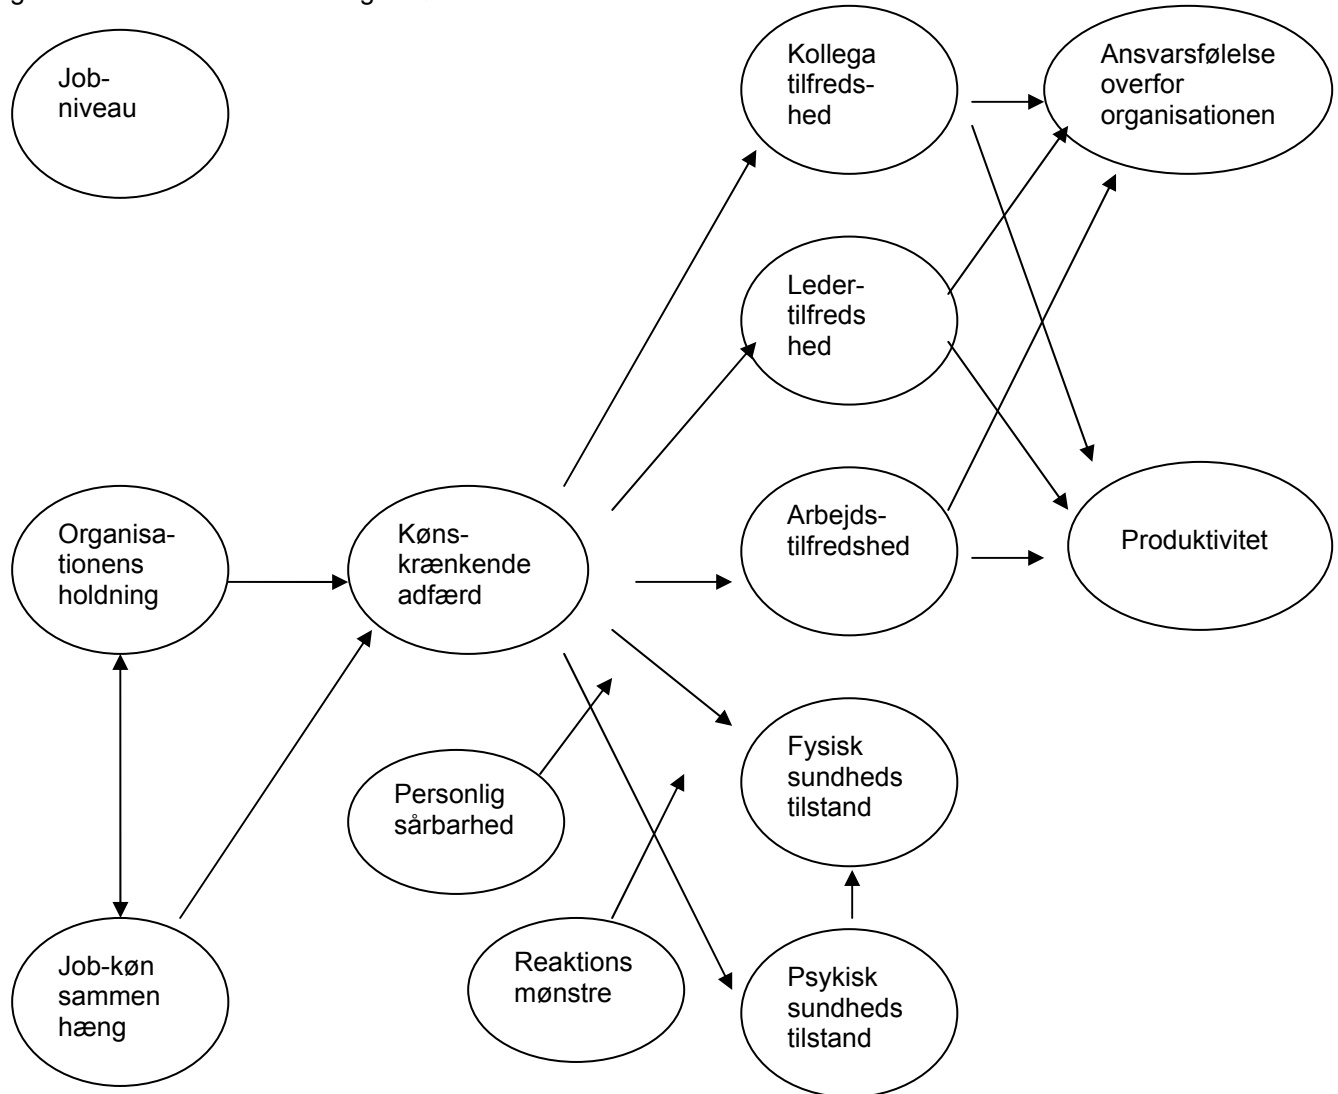 Job-
niveau
Kollega
tilfreds-
hed
Ansvarsfølelse
overfor
organisationen
Leder-
tilfreds
hed
Organisa-
tionens
holdning
Køns-
krænkende
adfærd
Arbejds-
tilfredshed
Produktivitet
Personlig
sårbarhed
Fysisk
sundheds
tilstand
Job-køn
sammen
hæng
Reaktions
mønstre
Psykisk
sundheds
tilstand